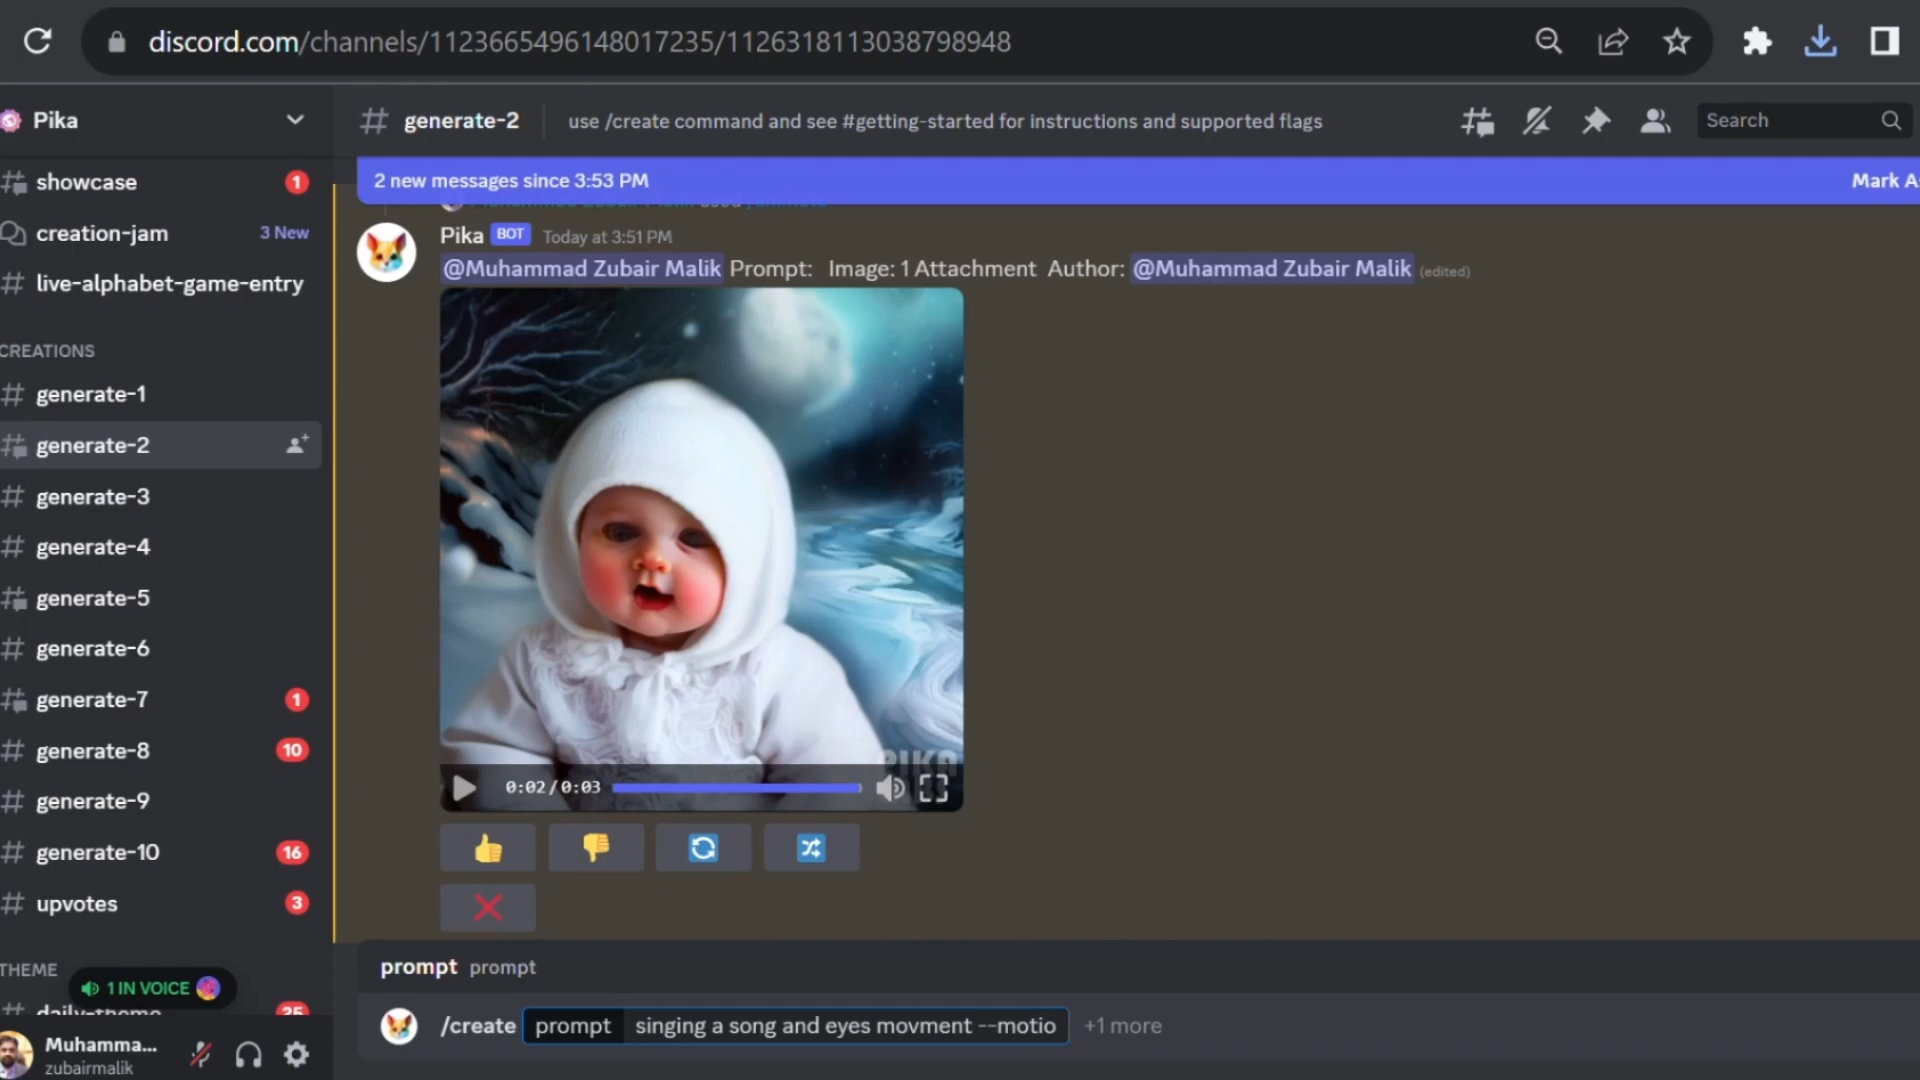 discord.com/channels/1123665496148017235/1126318113038798948
Pika
generate-2
use /create command and see #getting-started for instructions and supported flags
Search
showcase
1
creation-jam
3 New
live-alphabet-game-entry
CREATIONS
generate-1
generate-2
generate-3
generate-4
generate-5
generate-6
generate-7
1
generate-8
10
generate-9
generate-10
16
upvotes
3
THEME
1 IN VOICE
daily-theme
25
Muhamma...
zubairmalik
2 new messages since 3:53 PM
Mark As
Pika BOT Today at 3:51 PM
@Muhammad Zubair Malik Prompt: Image: 1 Attachment Author: @Muhammad Zubair Malik (edited)
PIKA
0:02/0:03
prompt prompt
/create prompt singing a song and eyes movment --motio +1 more